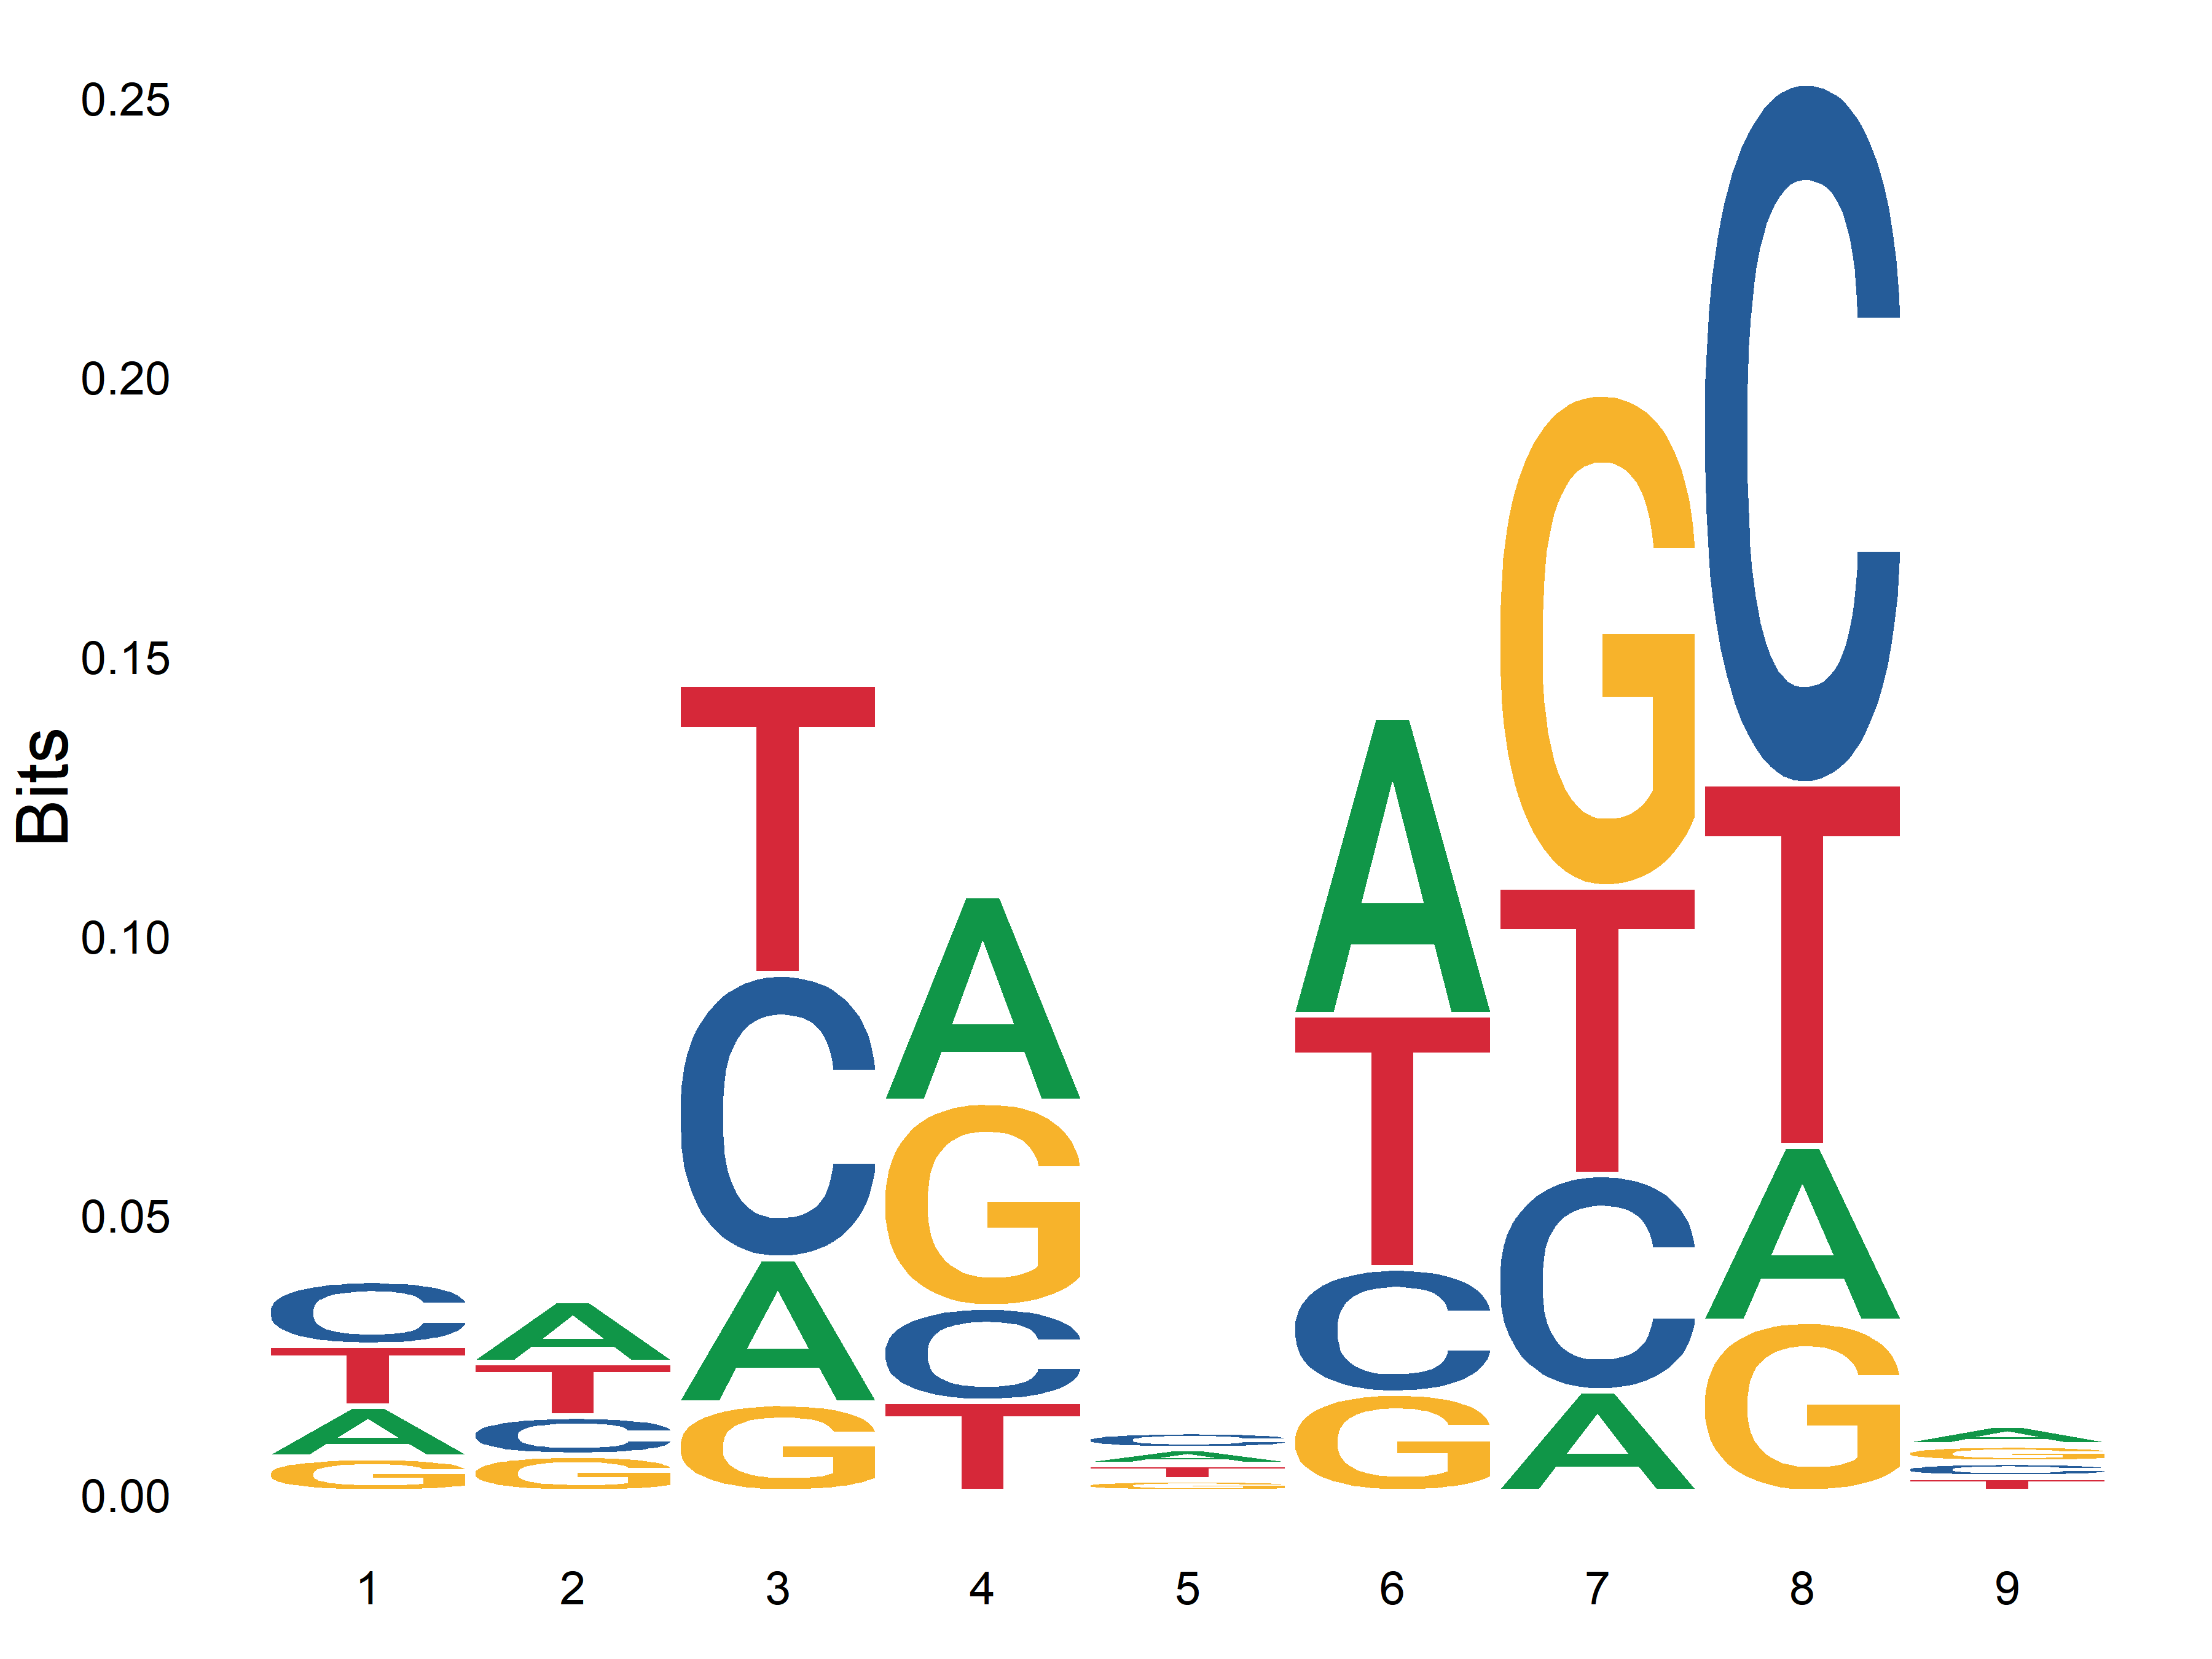 Bits
0.25
0.20
0.15
0.10
0.05
0.00
C T A G
A T C G
T C A G
A G C T
C A T G
A T C G
G T C A
C T A G
A G C T
1 2 3 4 5 6 7 8 9